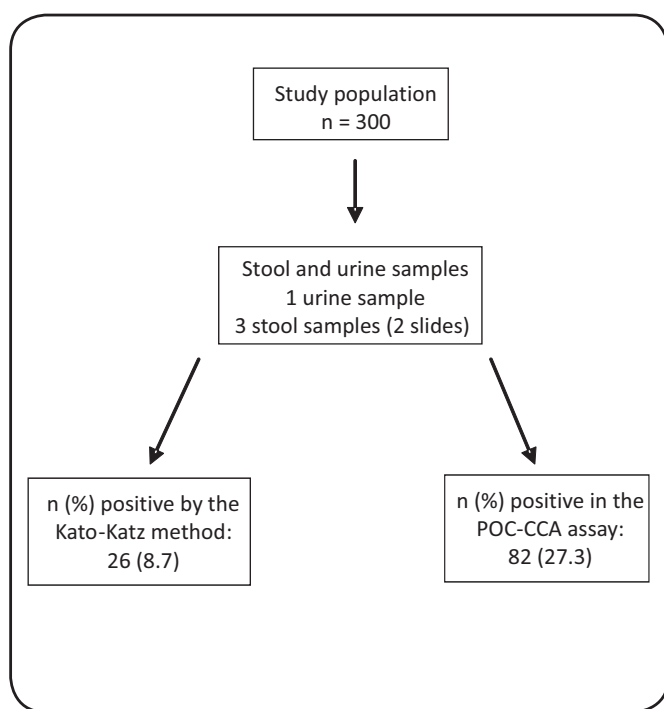 Study population
n = 300
Stool and urine samples
1 urine sample
3 stool samples (2 slides)
n (%) positive by the
Kato-Katz method:
26 (8.7)
n (%) positive in the
POC-CCA assay:
82 (27.3)